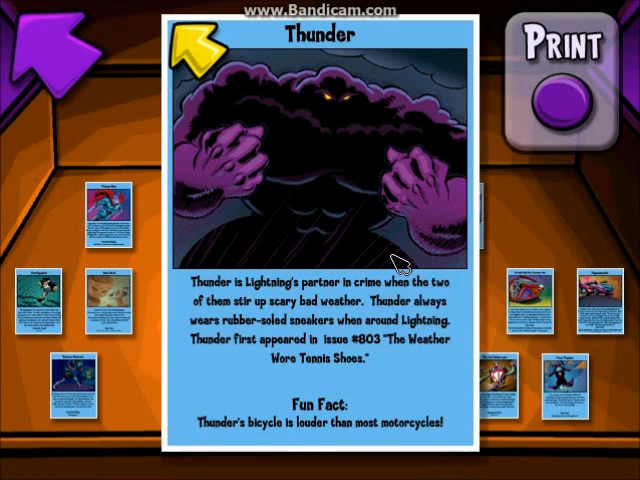 www.Bandicam.com
Thunder
PRINT
Thunder is Lightning's partner in crime when the two
of them stir up scary bad weather. Thunder always
wears rubber-soled sneakers when around Lightning.
Thunder first appeared in issue #803 "The Weather
Wore Tennis Shoes."
Fun Fact:
Thunder's bicycle is louder than most motorcycles!